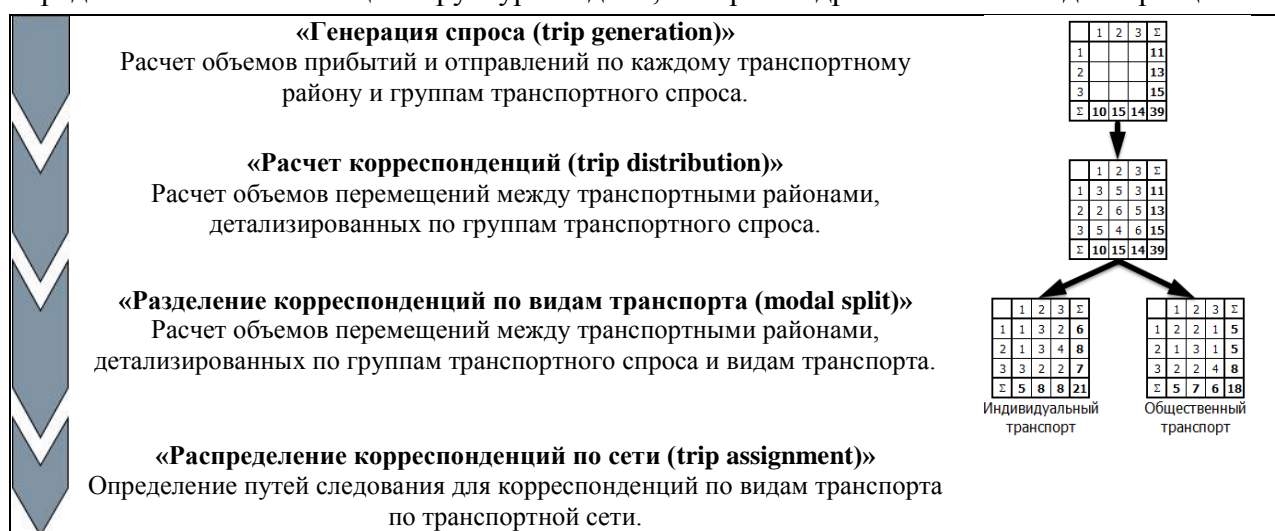 «Генерация спроса (trip generation)»
Расчет объемов прибытий и отправлений по каждому транспортному
району и группам транспортного спроса.
1 2 3 Σ
1 11
2 13
3 15
Σ 10 15 14 39
«Расчет корреспонденций (trip distribution)»
Расчет объемов перемещений между транспортными районами,
детализированных по группам транспортного спроса.
1 2 3 Σ
1 3 5 3 11
2 2 6 5 13
3 5 4 6 15
Σ 10 15 14 39
«Разделение корреспонденций по видам транспорта (modal split)»
Расчет объемов перемещений между транспортными районами,
детализированных по группам транспортного спроса и видам транспорта.
1 2 3 Σ
1 1 3 2 6
2 1 3 4 8
3 3 2 2 7
Σ 5 8 8 21
Индивидуальный
транспорт
1 2 3 Σ
1 2 2 1 5
2 1 3 1 5
3 2 2 4 8
Σ 5 7 6 18
Общественный
транспорт
«Распределение корреспонденций по сети (trip assignment)»
Определение путей следования для корреспонденций по видам транспорта
по транспортной сети.